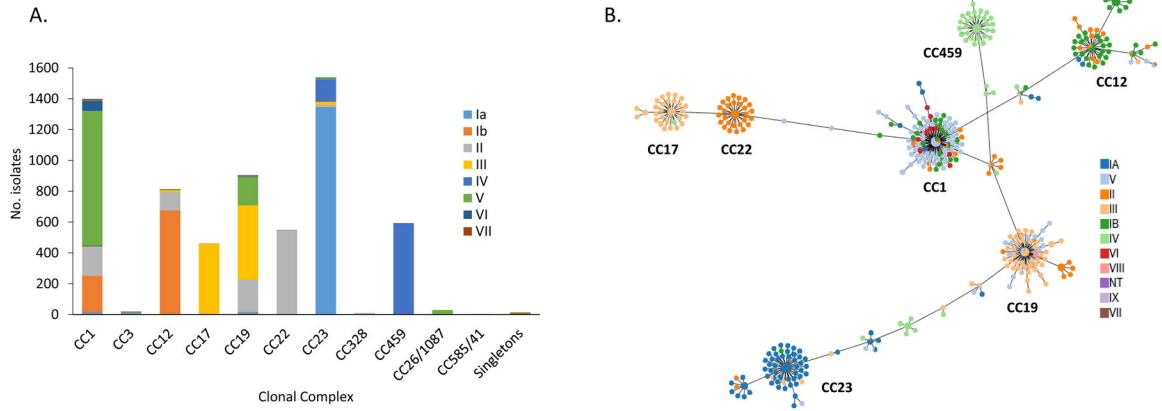 A.
1600
1400
1200
1000
800
600
400
200
0
No. isolates
CC1
CC3
CC12
CC17
CC19
CC22
CC23
CC328
CC459
CC26/1087
CC585/41
Singletons
Clonal Complex
Ia
Ib
II
III
IV
V
VI
VII
B.
CC459
CC12
CC17
CC22
CC1
CC19
CC23
IA
V
II
III
IB
IV
VI
VIII
NT
IX
VII